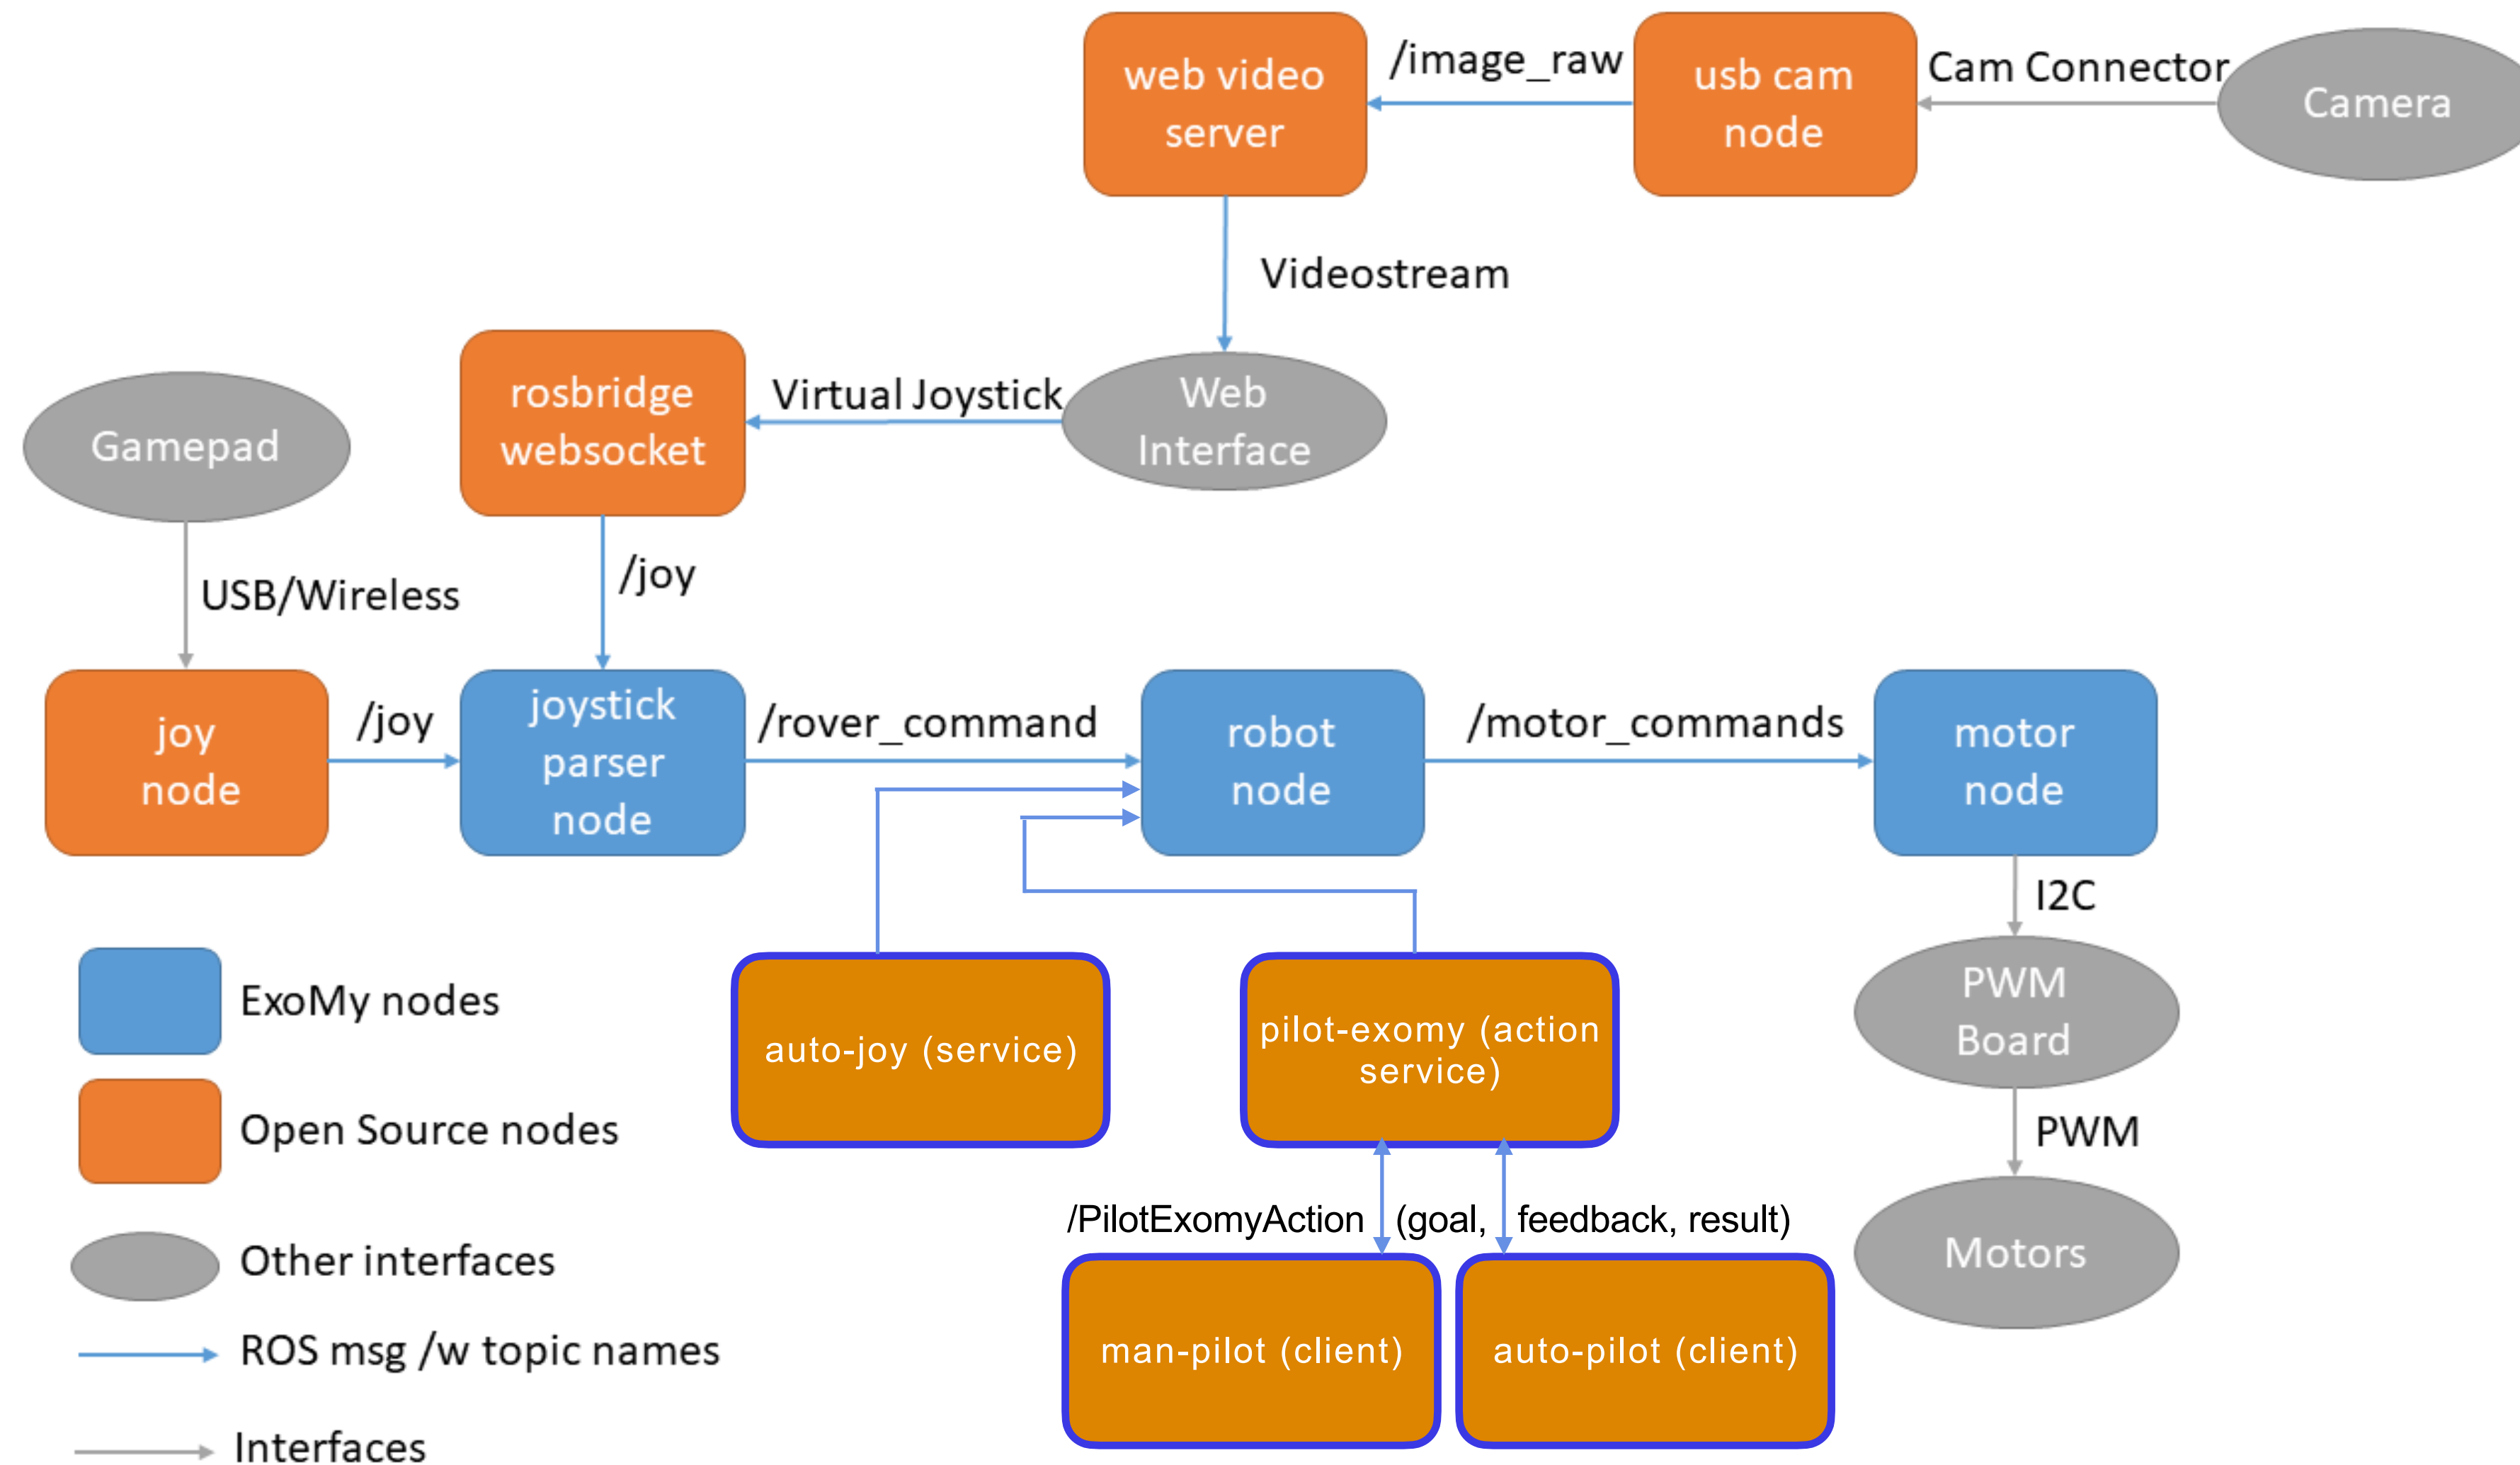 web video
server
/image_raw
usb cam
node
Cam Connector
Camera
Videostream
rosbridge
websocket
Virtual Joystick
Web
Interface
Gamepad
USB/Wireless
/joy
joy
node
/joy
joystick
parser
node
/rover_command
robot
node
/motor_commands
motor
node
I2C
PWM
Board
PWM
Motors
auto-joy (service)
pilot-exomy (action
service)
/PilotExomyAction (goal, feedback, result)
man-pilot (client)
auto-pilot (client)
ExoMy nodes
Open Source nodes
Other interfaces
ROS msg /w topic names
Interfaces